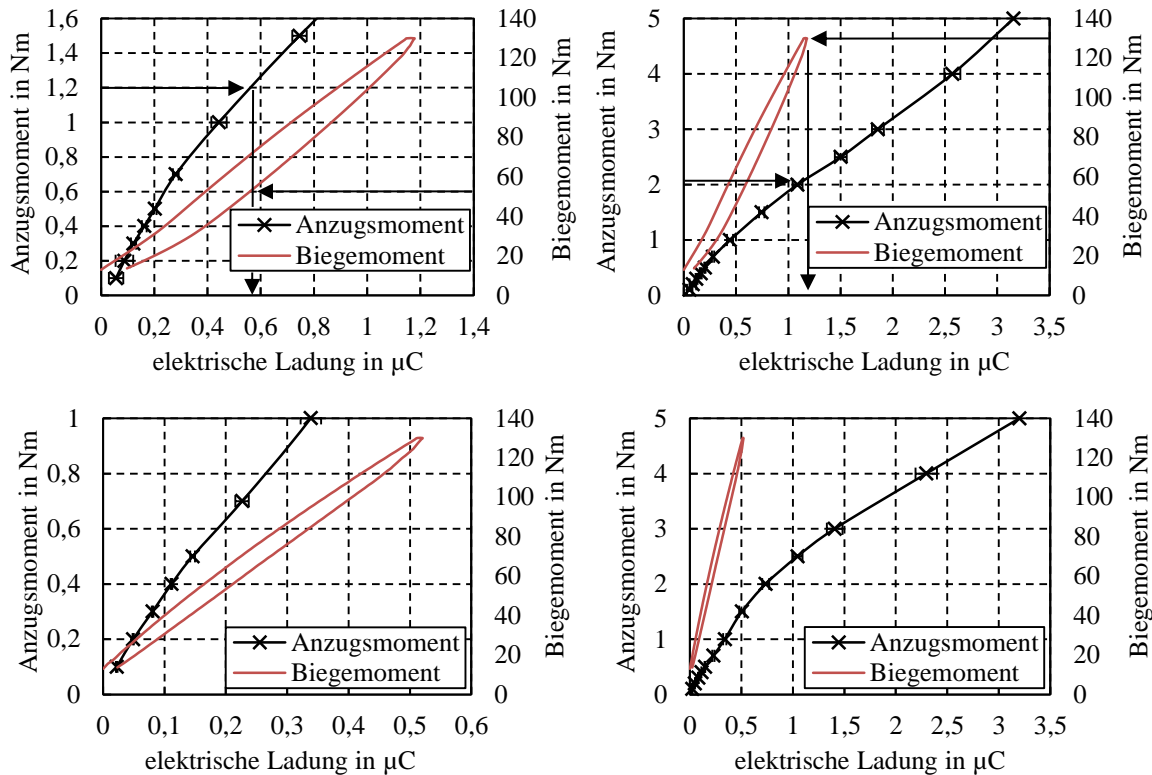 Anzugsmoment in Nm
1,6
1,4
1,2
1
0,8
0,6
0,4
0,2
0
140
120
100
80
60
40
20
0
Biegemoment in Nm
Anzugsmoment
Biegemoment
0 0,2 0,4 0,6 0,8 1 1,2 1,4
elektrische Ladung in µC
Anzugsmoment in Nm
5
4
3
2
1
0
140
120
100
80
60
40
20
0
Biegemoment in Nm
Anzugsmoment
Biegemoment
0 0,5 1 1,5 2 2,5 3 3,5
elektrische Ladung in µC
Anzugsmoment in Nm
1
0,8
0,6
0,4
0,2
0
140
120
100
80
60
40
20
0
Biegemoment in Nm
Anzugsmoment
Biegemoment
0 0,1 0,2 0,3 0,4 0,5 0,6
elektrische Ladung in µC
Anzugsmoment in Nm
5
4
3
2
1
0
140
120
100
80
60
40
20
0
Biegemoment in Nm
Anzugsmoment
Biegemoment
0 0,5 1 1,5 2 2,5 3 3,5
elektrische Ladung in µC